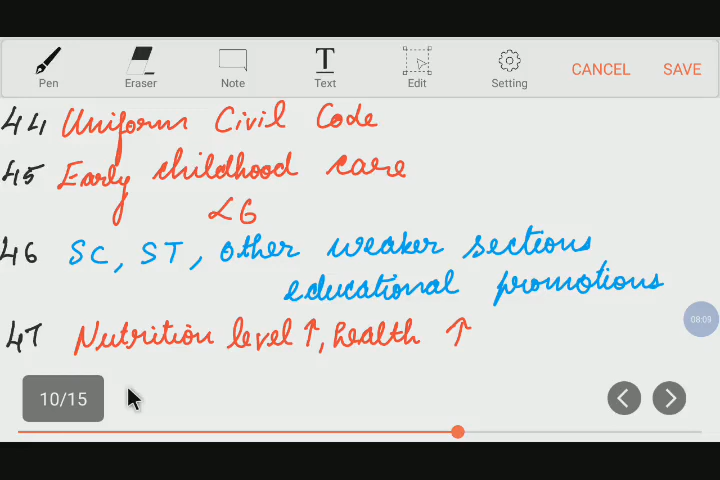 Pen Eraser Note Text Edit Setting CANCEL SAVE
44 Uniform Civil Code
45 Early childhood care
<6
46 SC, ST, other weaker sections
educational promotions
08:09
47 Nutrition level ↑, health ↑
10/15